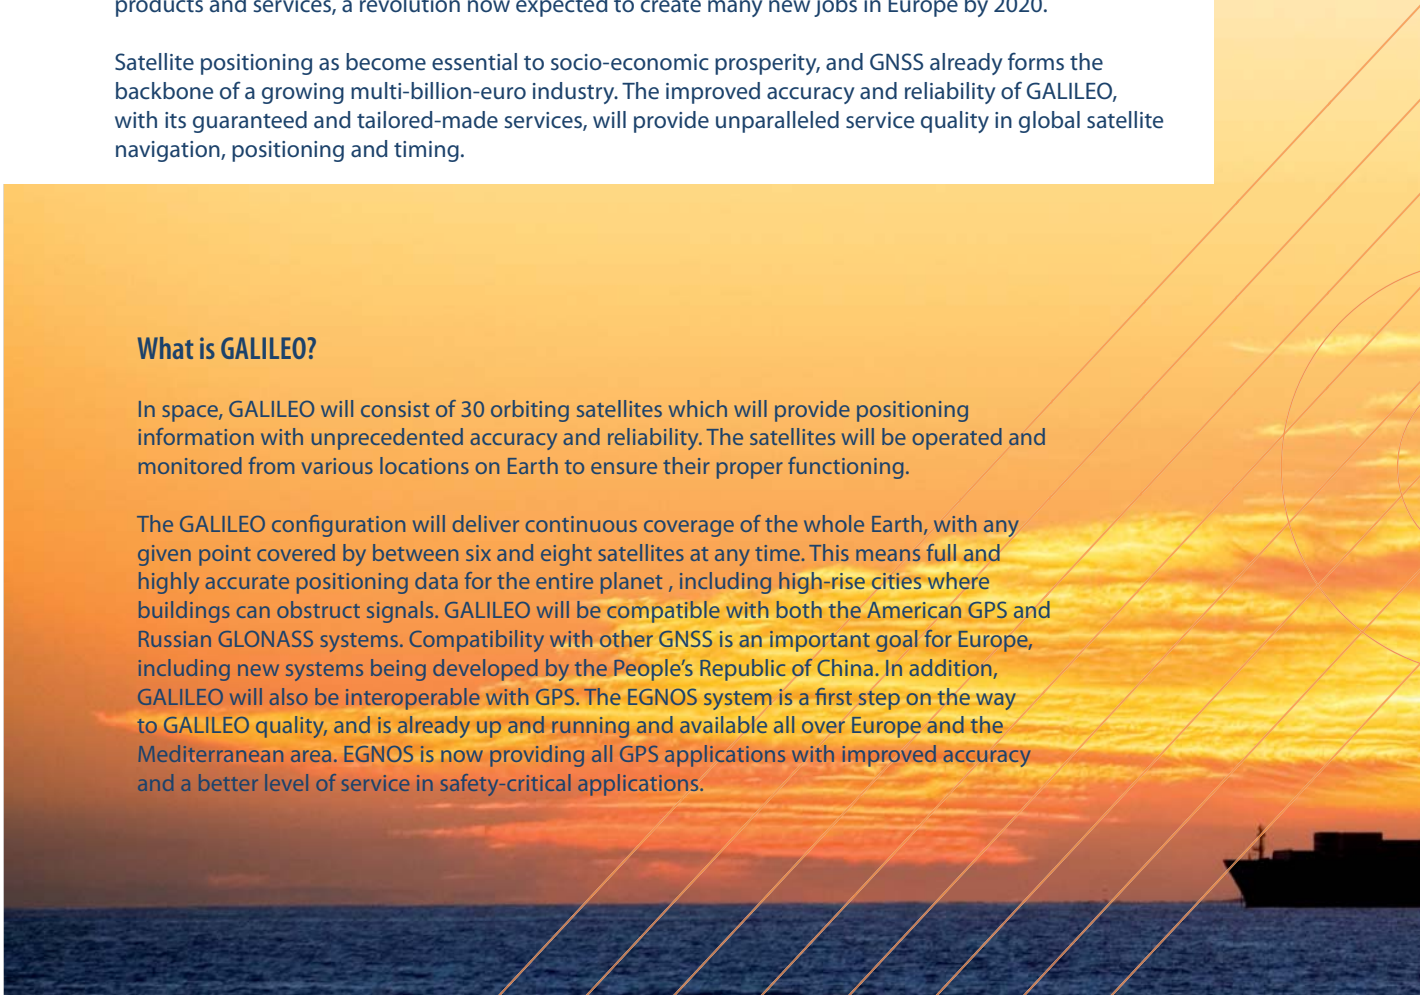 products and services, a revolution now expected to create many new jobs in Europe by 2020.
Satellite positioning as become essential to socio-economic prosperity, and GNSS already forms the
backbone of a growing multi-billion-euro industry. The improved accuracy and reliability of GALILEO,
with its guaranteed and tailored-made services, will provide unparalleled service quality in global satellite
navigation, positioning and timing.
What is GALILEO?
In space, GALILEO will consist of 30 orbiting satellites which will provide positioning
information with unprecedented accuracy and reliability. The satellites will be operated and
monitored from various locations on Earth to ensure their proper functioning.
The GALILEO configuration will deliver continuous coverage of the whole Earth, with any
given point covered by between six and eight satellites at any time. This means full and
highly accurate positioning data for the entire planet , including high-rise cities where
buildings can obstruct signals. GALILEO will be compatible with both the American GPS and
Russian GLONASS systems. Compatibility with other GNSS is an important goal for Europe,
including new systems being developed by the People's Republic of China. In addition,
GALILEO will also be interoperable with GPS. The EGNOS system is a first step on the way
to GALILEO quality, and is already up and running and available all over Europe and the
Mediterranean area. EGNOS is now providing all GPS applications with improved accuracy
and a better level of service in safety-critical applications.